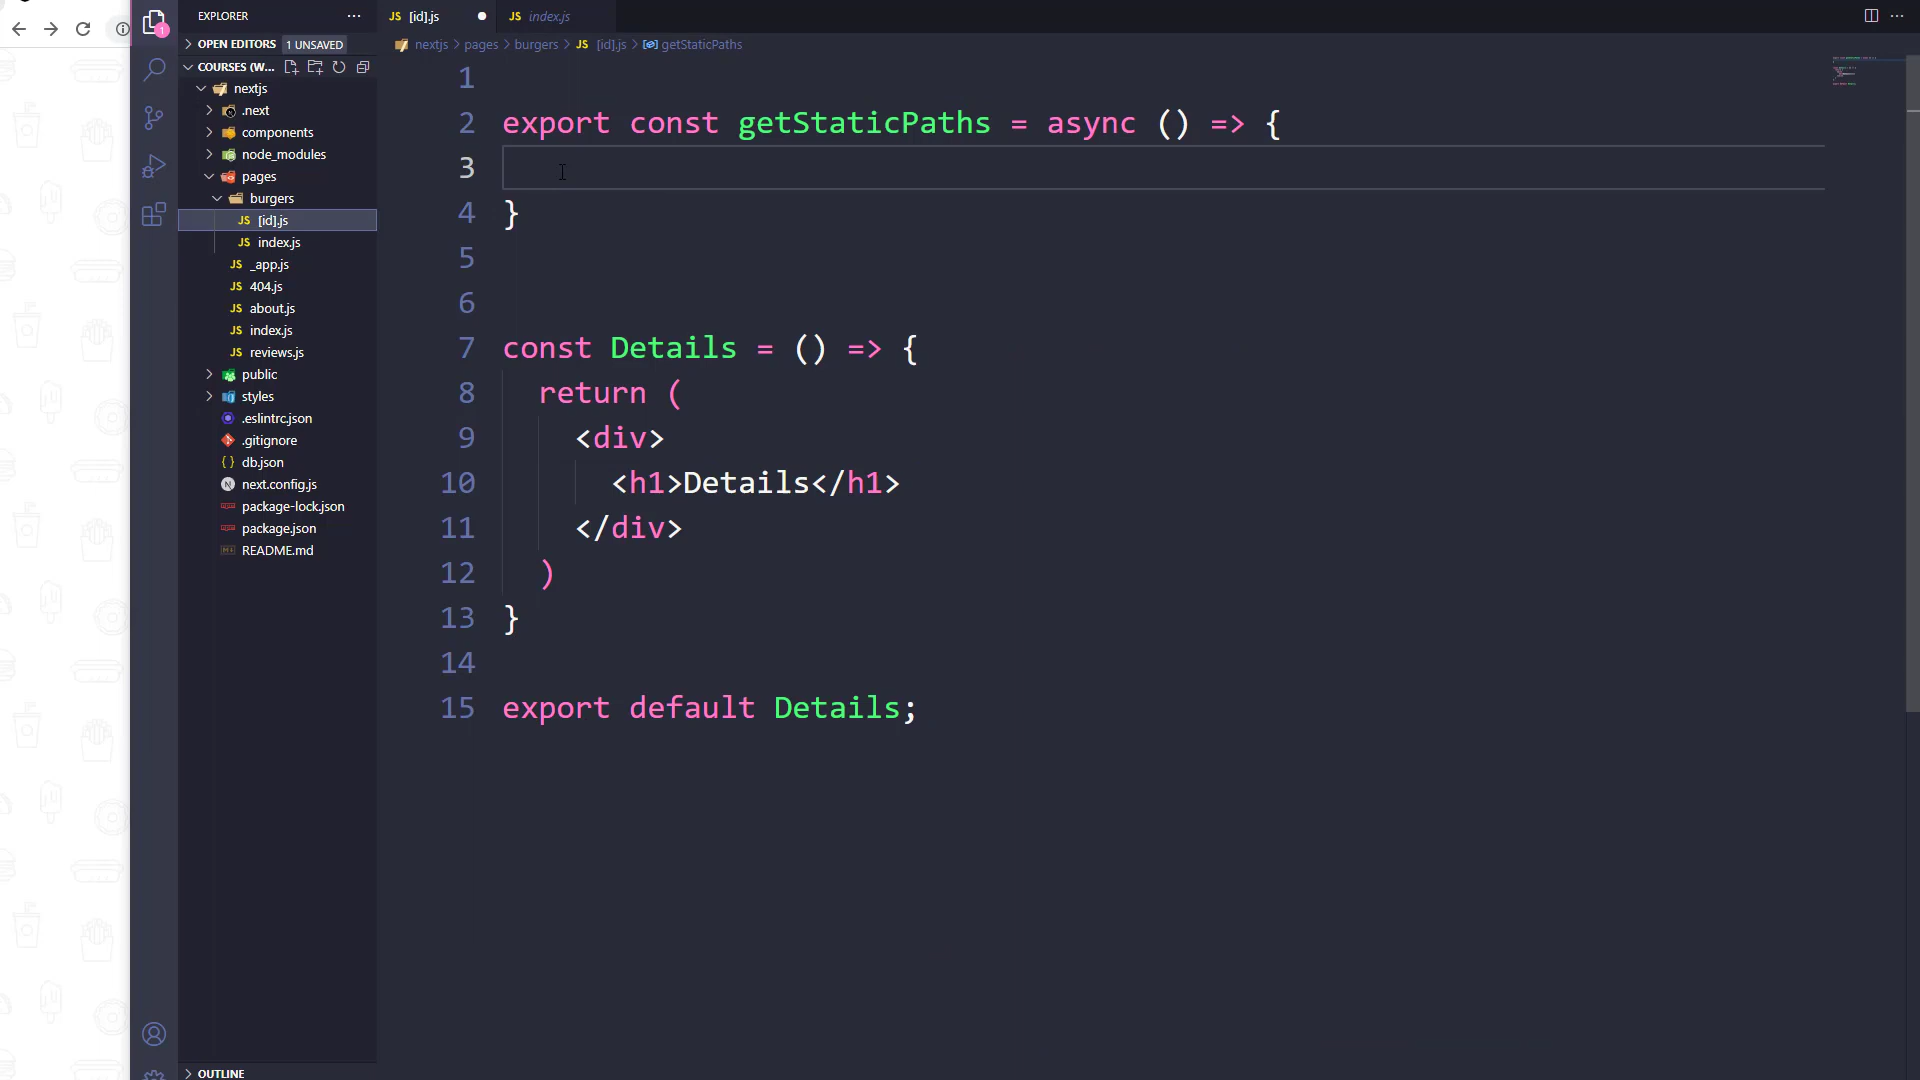 EXPLORER
OPEN EDITORS 1 UNSAVED
COURSES (W...
nextjs
.next
components
node_modules
pages
burgers
JS [id].js
JS index.js
JS _app.js
JS 404.js
JS about.js
JS index.js
JS reviews.js
public
styles
.eslintrc.json
.gitignore
{ } db.json
N next.config.js
package-lock.json
package.json
README.md
OUTLINE
1
JS [id].js
JS index.js
nextjs > pages > burgers > JS [id].js > getStaticPaths
1
2 export const getStaticPaths = async () => {
3
4 }
5
6
7 const Details = () => {
8 return (
9 <div>
10 <h1>Details</h1>
11 </div>
12 )
13 }
14
15 export default Details;